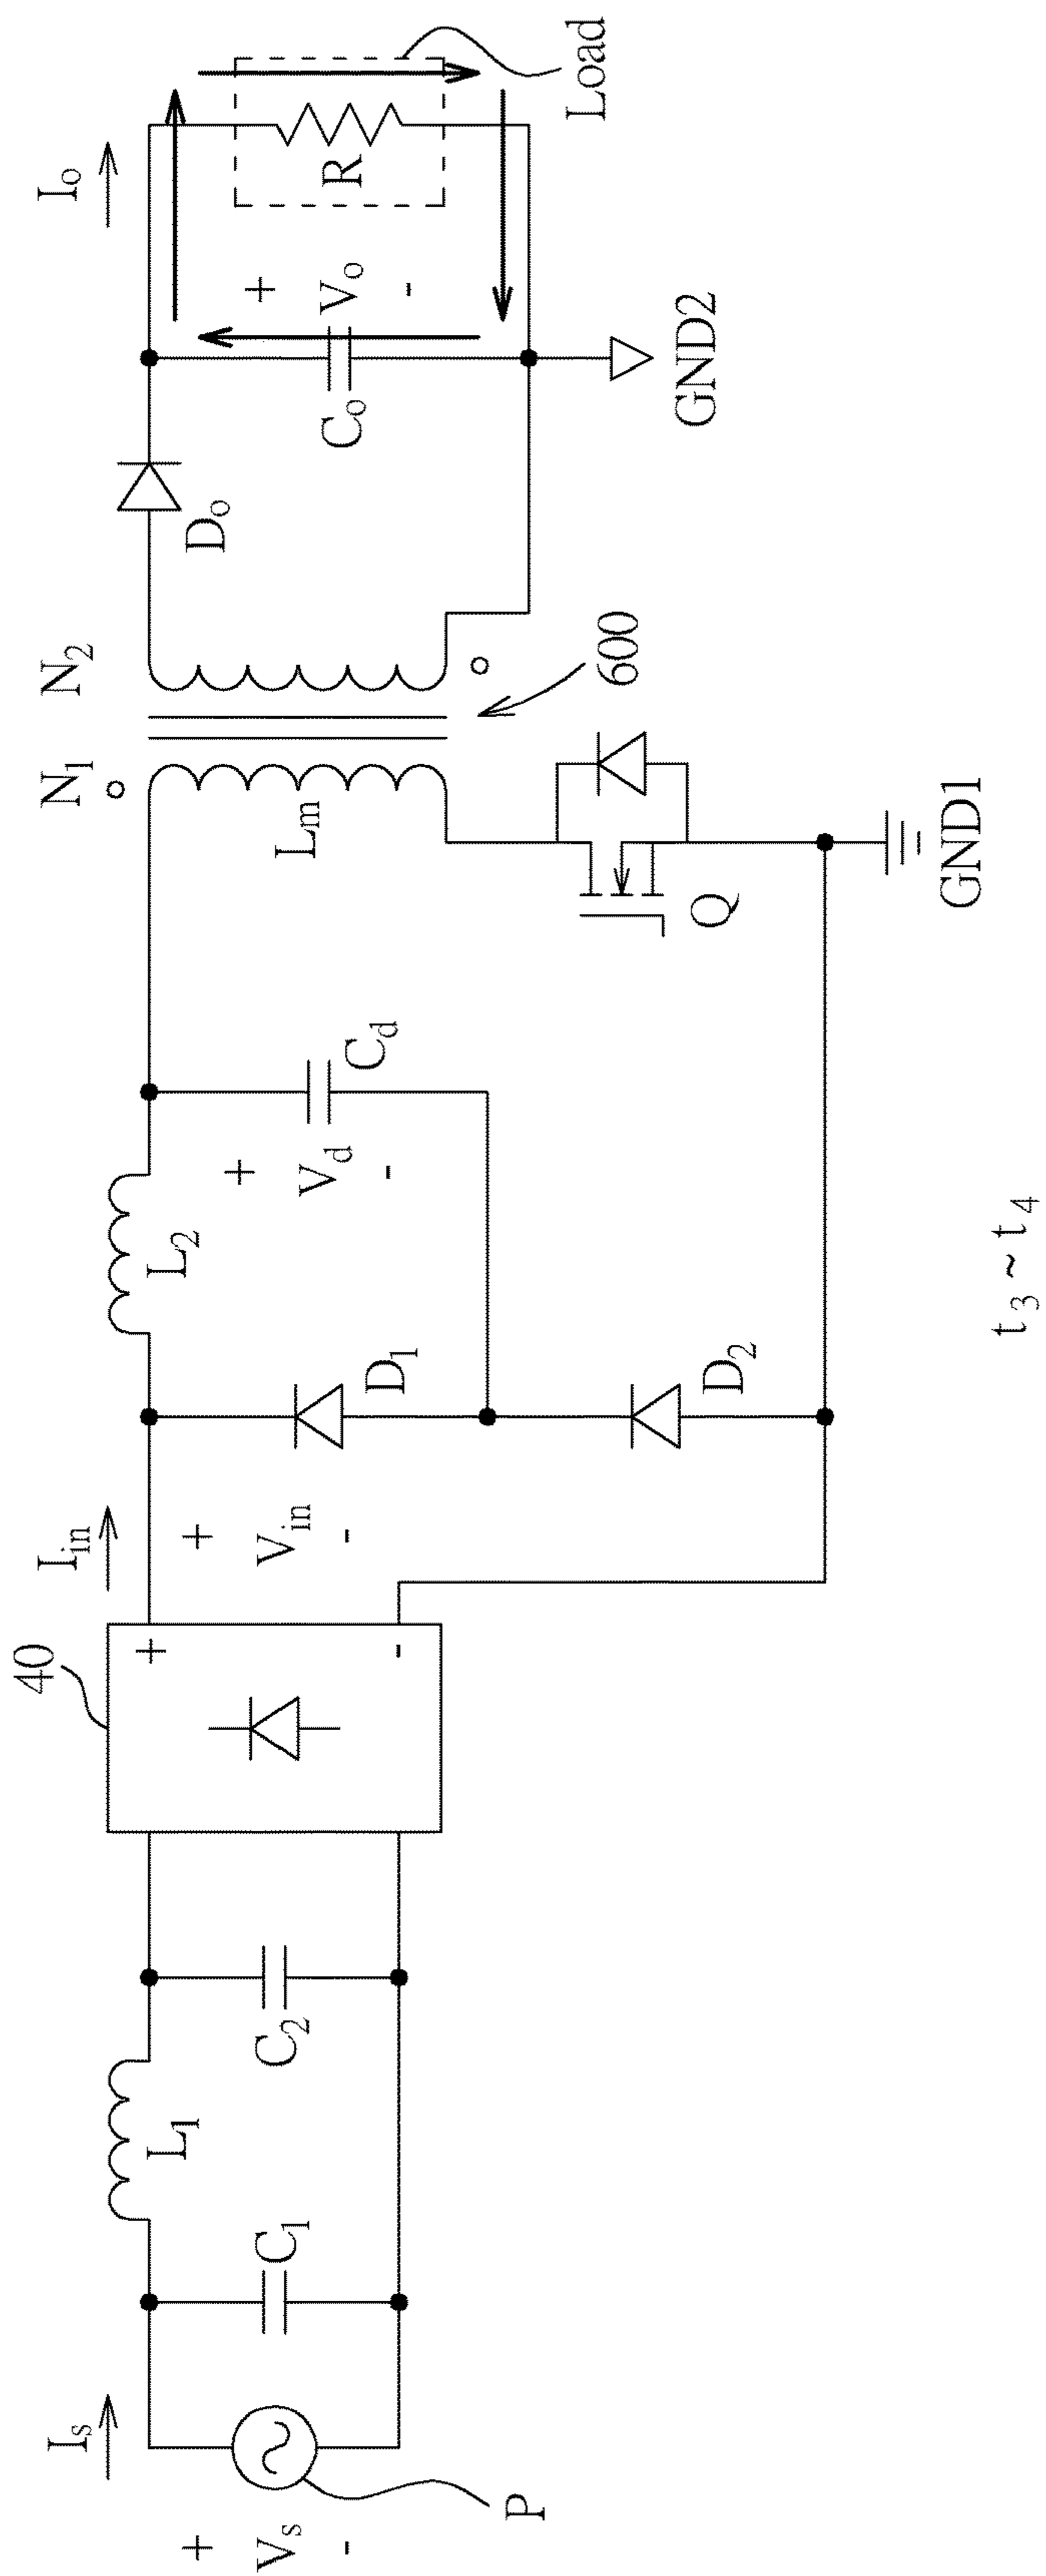 I_s
+
V_s
-
P
C_1
L_1
C_2
40
+
-
I_in
+
V_in
-
D_1
D_2
L_2
+
V_d
-
C_d
N_1
N_2
L_m
Q
GND1
600
D_o
C_o
+
V_o
-
I_o
R
Load
GND2
t_3 ~ t_4